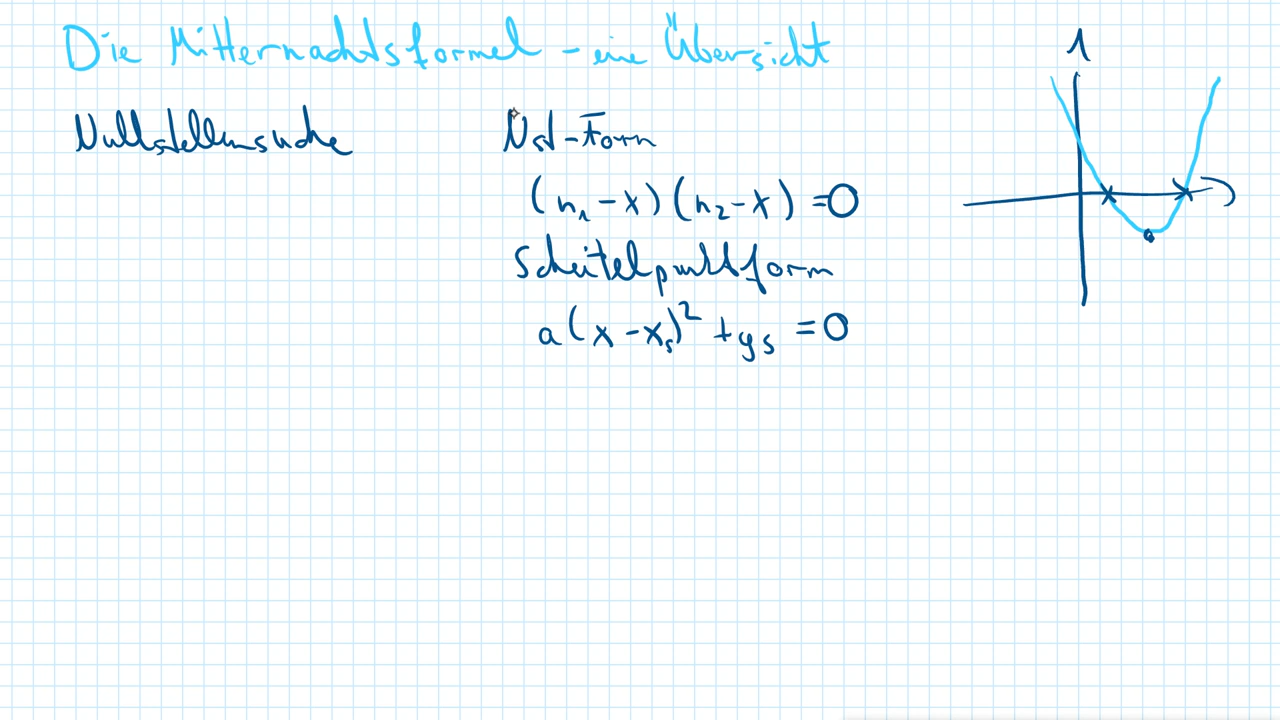 Die Mitternachtsformel - eine Übersicht
Nullstellensuche
Nst-Form
(n₁ - x) (n₂ - x) = 0
Scheitelpunktform
a(x - xₛ)² + yₛ = 0